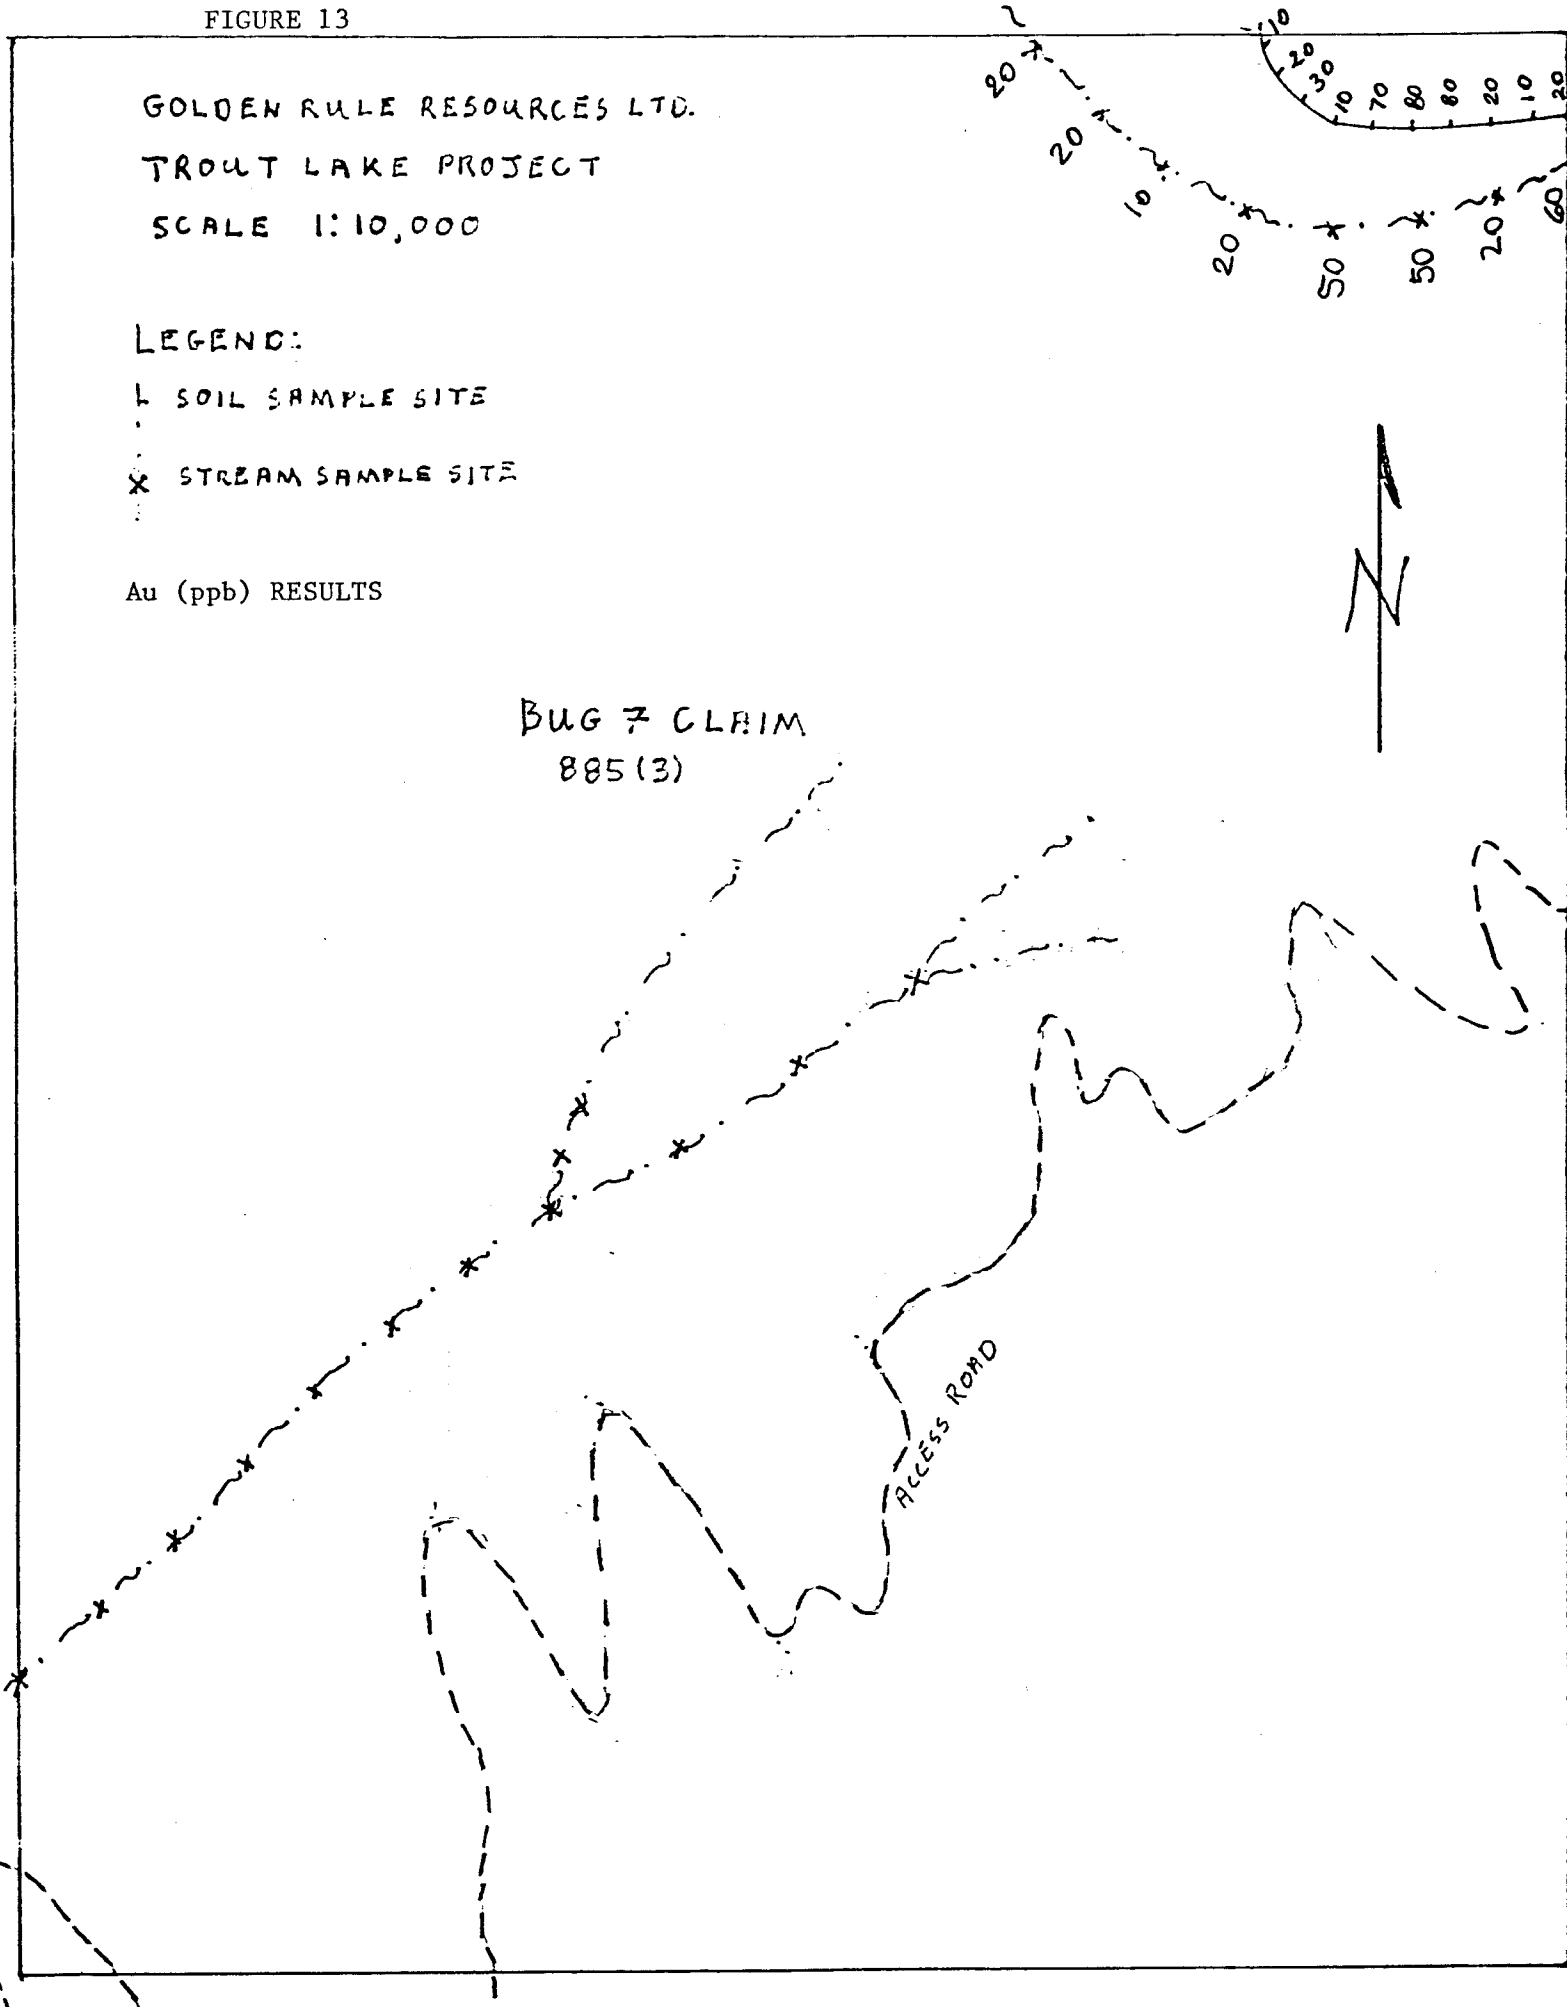 FIGURE 13
GOLDEN RULE RESOURCES LTD.
TROUT LAKE PROJECT
SCALE 1:10,000
LEGEND:
L SOIL SAMPLE SITE
x STREAM SAMPLE SITE
Au (ppb) RESULTS
10
20
30
10
70
80
80
20
10
20
20
20
10
20
50
50
20
60
N
BUG 7 CLAIM
885(3)
ACCESS ROAD